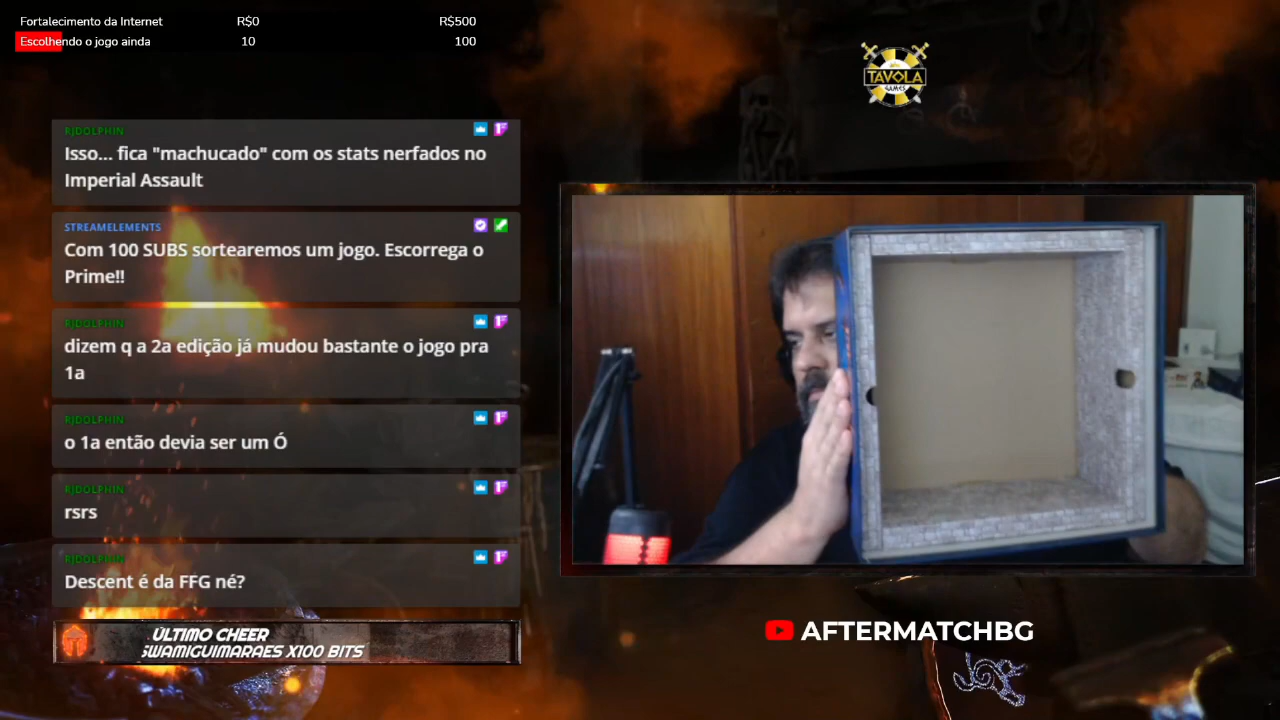 Fortalecimento da Internet R$0 R$500
Escolhendo o jogo ainda 10 100
TAVOLA
GAMES
RJDOLPHIN
Isso... fica "machucado" com os stats nerfados no
Imperial Assault
STREAMELEMENTS
Com 100 SUBS sortearemos um jogo. Escorrega o
Prime!!
RJDOLPHIN
dizem q a 2a edição já mudou bastante o jogo pra
1a
RJDOLPHIN
o 1a então devia ser um Ó
RJDOLPHIN
rsrs
RJDOLPHIN
Descent é da FFG né?
ÚLTIMO CHEER
SWAMIGUIMARAES X100 BITS
AFTERMATCHBG